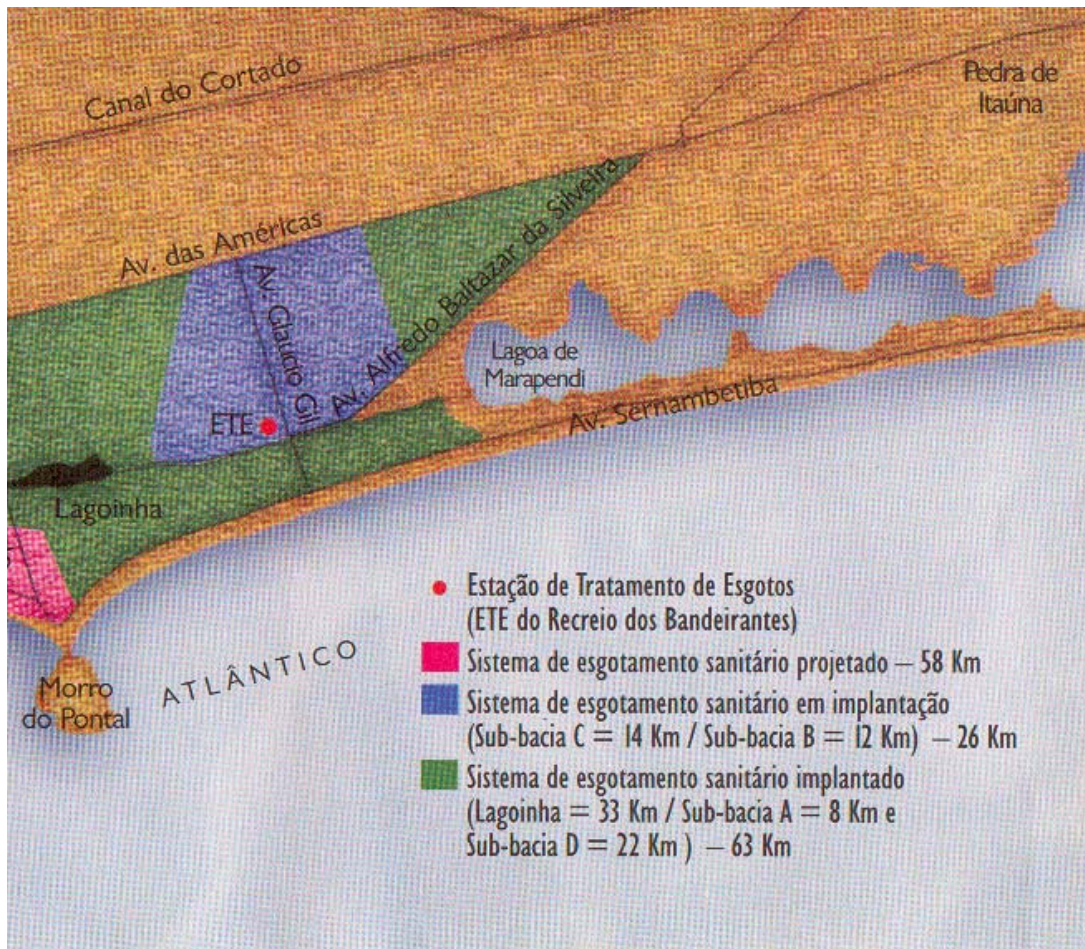 Canal do Cortado
Pedra de
Itaúna
Av. das Américas
Av. Alfredo Baltazar da Silveira
Av. Glaucio Gil
Lagoa de
Marapendi
Av. Sernambetiba
ETE
Lagoinha
Morro
do Pontal
ATLÂNTICO
Estação de Tratamento de Esgotos
(ETE do Recreio dos Bandeirantes)
Sistema de esgotamento sanitário projetado – 58 Km
Sistema de esgotamento sanitário em implantação
(Sub-bacia C = 14 Km / Sub-bacia B = 12 Km) – 26 Km
Sistema de esgotamento sanitário implantado
(Lagoinha = 33 Km / Sub-bacia A = 8 Km e
Sub-bacia D = 22 Km ) – 63 Km